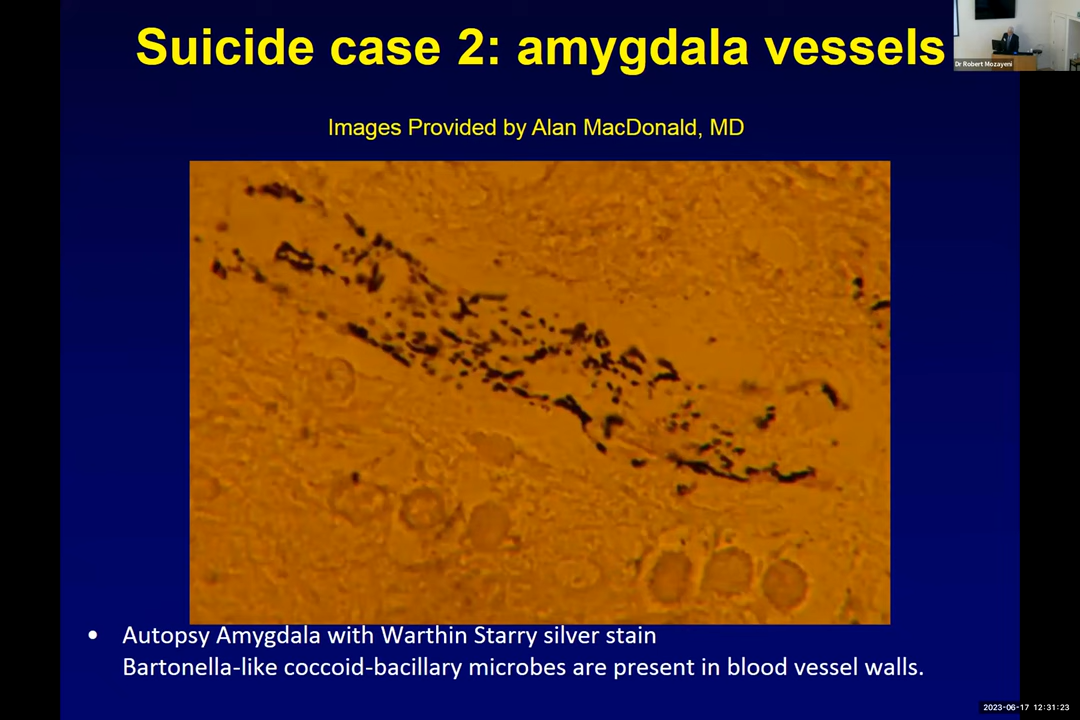 Suicide case 2: amygdala vessels
Dr Robert Mozayeni
Images Provided by Alan MacDonald, MD
• Autopsy Amygdala with Warthin Starry silver stain
Bartonella-like coccoid-bacillary microbes are present in blood vessel walls.
2023-06-17 12:31:23